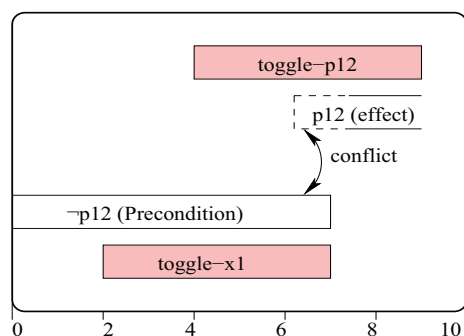 toggle−p12
p12 (effect)
conflict
¬p12 (Precondition)
toggle−x1
0 2 4 6 8 10